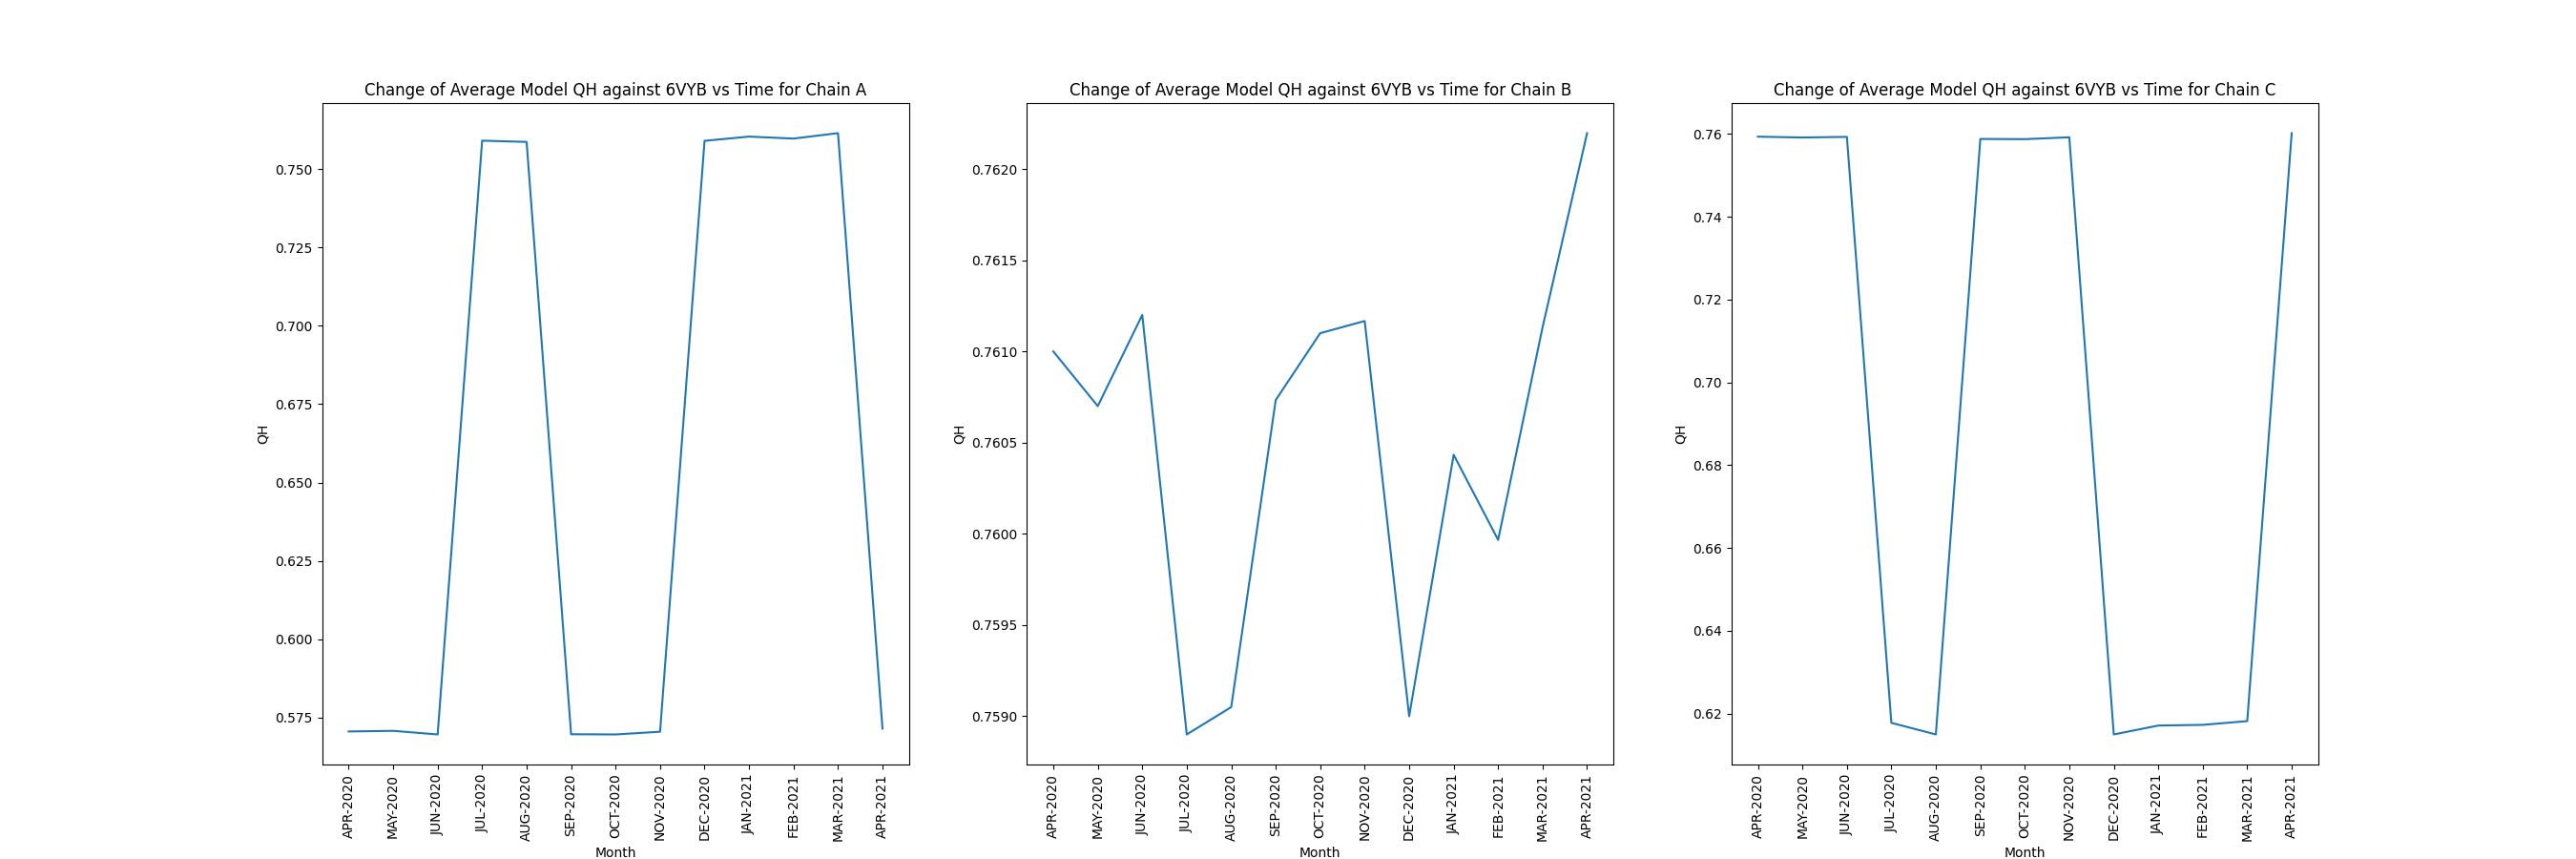 Change of Average Model QH against 6VYB vs Time for Chain A
0.750
0.725
0.700
0.675
0.650
0.625
0.600
0.575
QH
APR-2020
MAY-2020
JUN-2020
JUL-2020
AUG-2020
SEP-2020
OCT-2020
NOV-2020
DEC-2020
JAN-2021
FEB-2021
MAR-2021
APR-2021
Month
Change of Average Model QH against 6VYB vs Time for Chain B
0.7620
0.7615
0.7610
0.7605
0.7600
0.7595
0.7590
QH
APR-2020
MAY-2020
JUN-2020
JUL-2020
AUG-2020
SEP-2020
OCT-2020
NOV-2020
DEC-2020
JAN-2021
FEB-2021
MAR-2021
APR-2021
Month
Change of Average Model QH against 6VYB vs Time for Chain C
0.76
0.74
0.72
0.70
0.68
0.66
0.64
0.62
QH
APR-2020
MAY-2020
JUN-2020
JUL-2020
AUG-2020
SEP-2020
OCT-2020
NOV-2020
DEC-2020
JAN-2021
FEB-2021
MAR-2021
APR-2021
Month